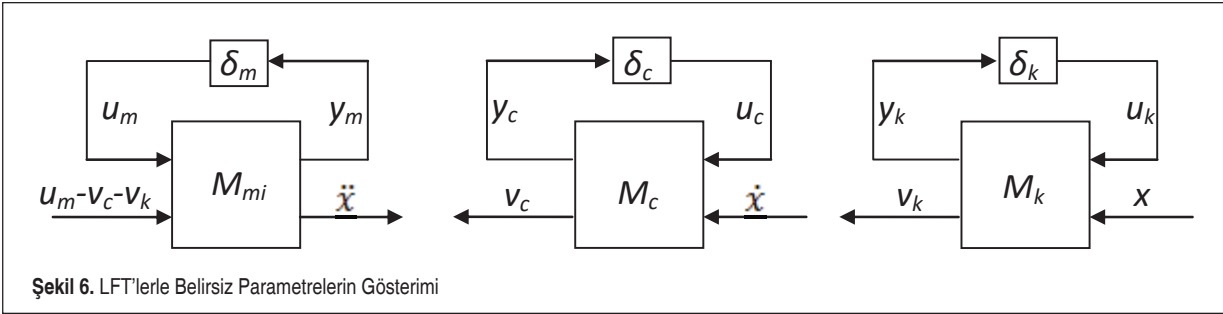 δm
δc
δk
um
ym
yc
uc
yk
uk
Mmi
Mc
Mk
um-vc-vk
ẍ
vc
ẋ
vk
x
Şekil 6. LFT'lerle Belirsiz Parametrelerin Gösterimi